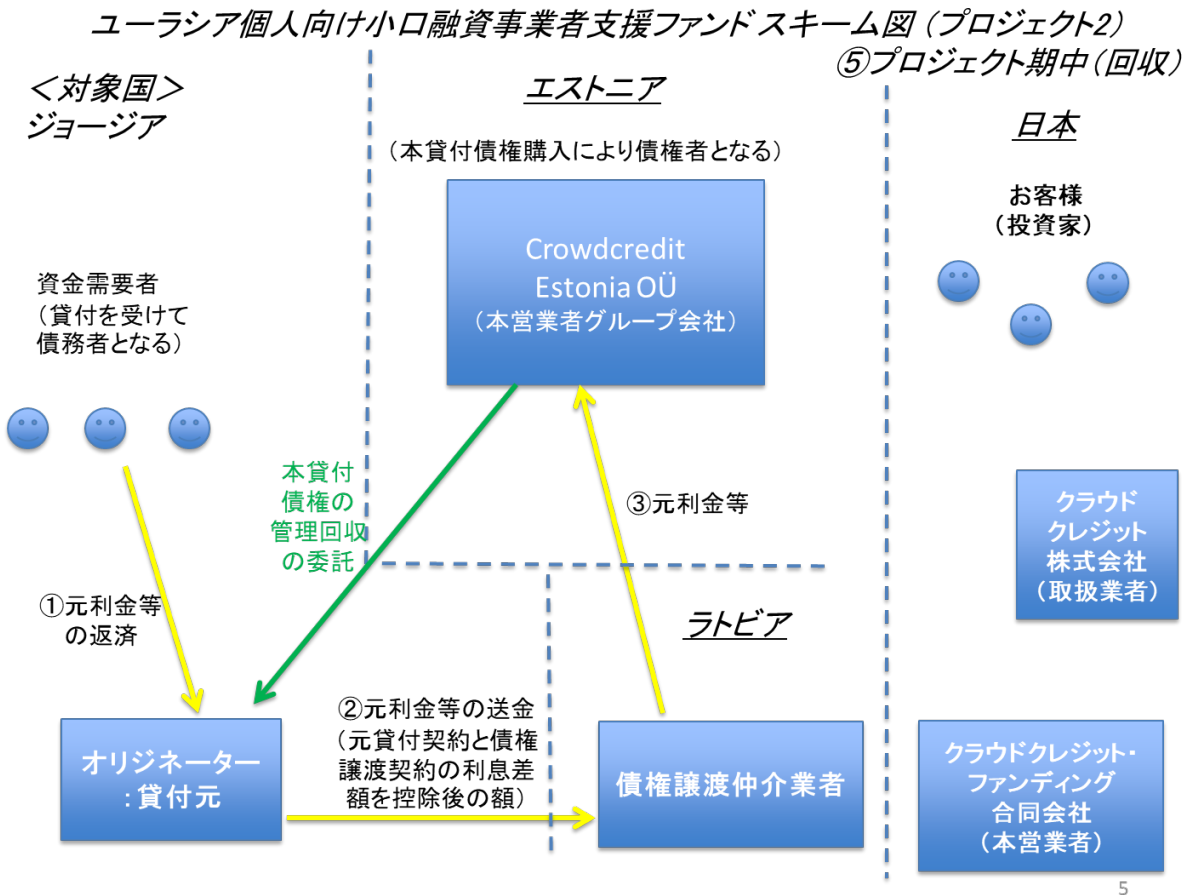 ユーラシア個人向け小口融資事業者支援ファンド スキーム図 (プロジェクト2)
⑤プロジェクト期中(回収)
＜対象国＞
ジョージア
エストニア
日本
(本貸付債権購入により債権者となる)
お客様
(投資家)
Crowdcredit
Estonia OÜ
(本営業者グループ会社)
資金需要者
(貸付を受けて
債務者となる)
本貸付
債権の
管理回収
の委託
③元利金等
クラウド
クレジット
株式会社
(取扱業者)
①元利金等
の返済
ラトビア
②元利金等の送金
(元貸付契約と債権
譲渡契約の利息差
額を控除後の額)
オリジネーター
:貸付元
債権譲渡仲介業者
クラウドクレジット・
ファンディング
合同会社
(本営業者)
5